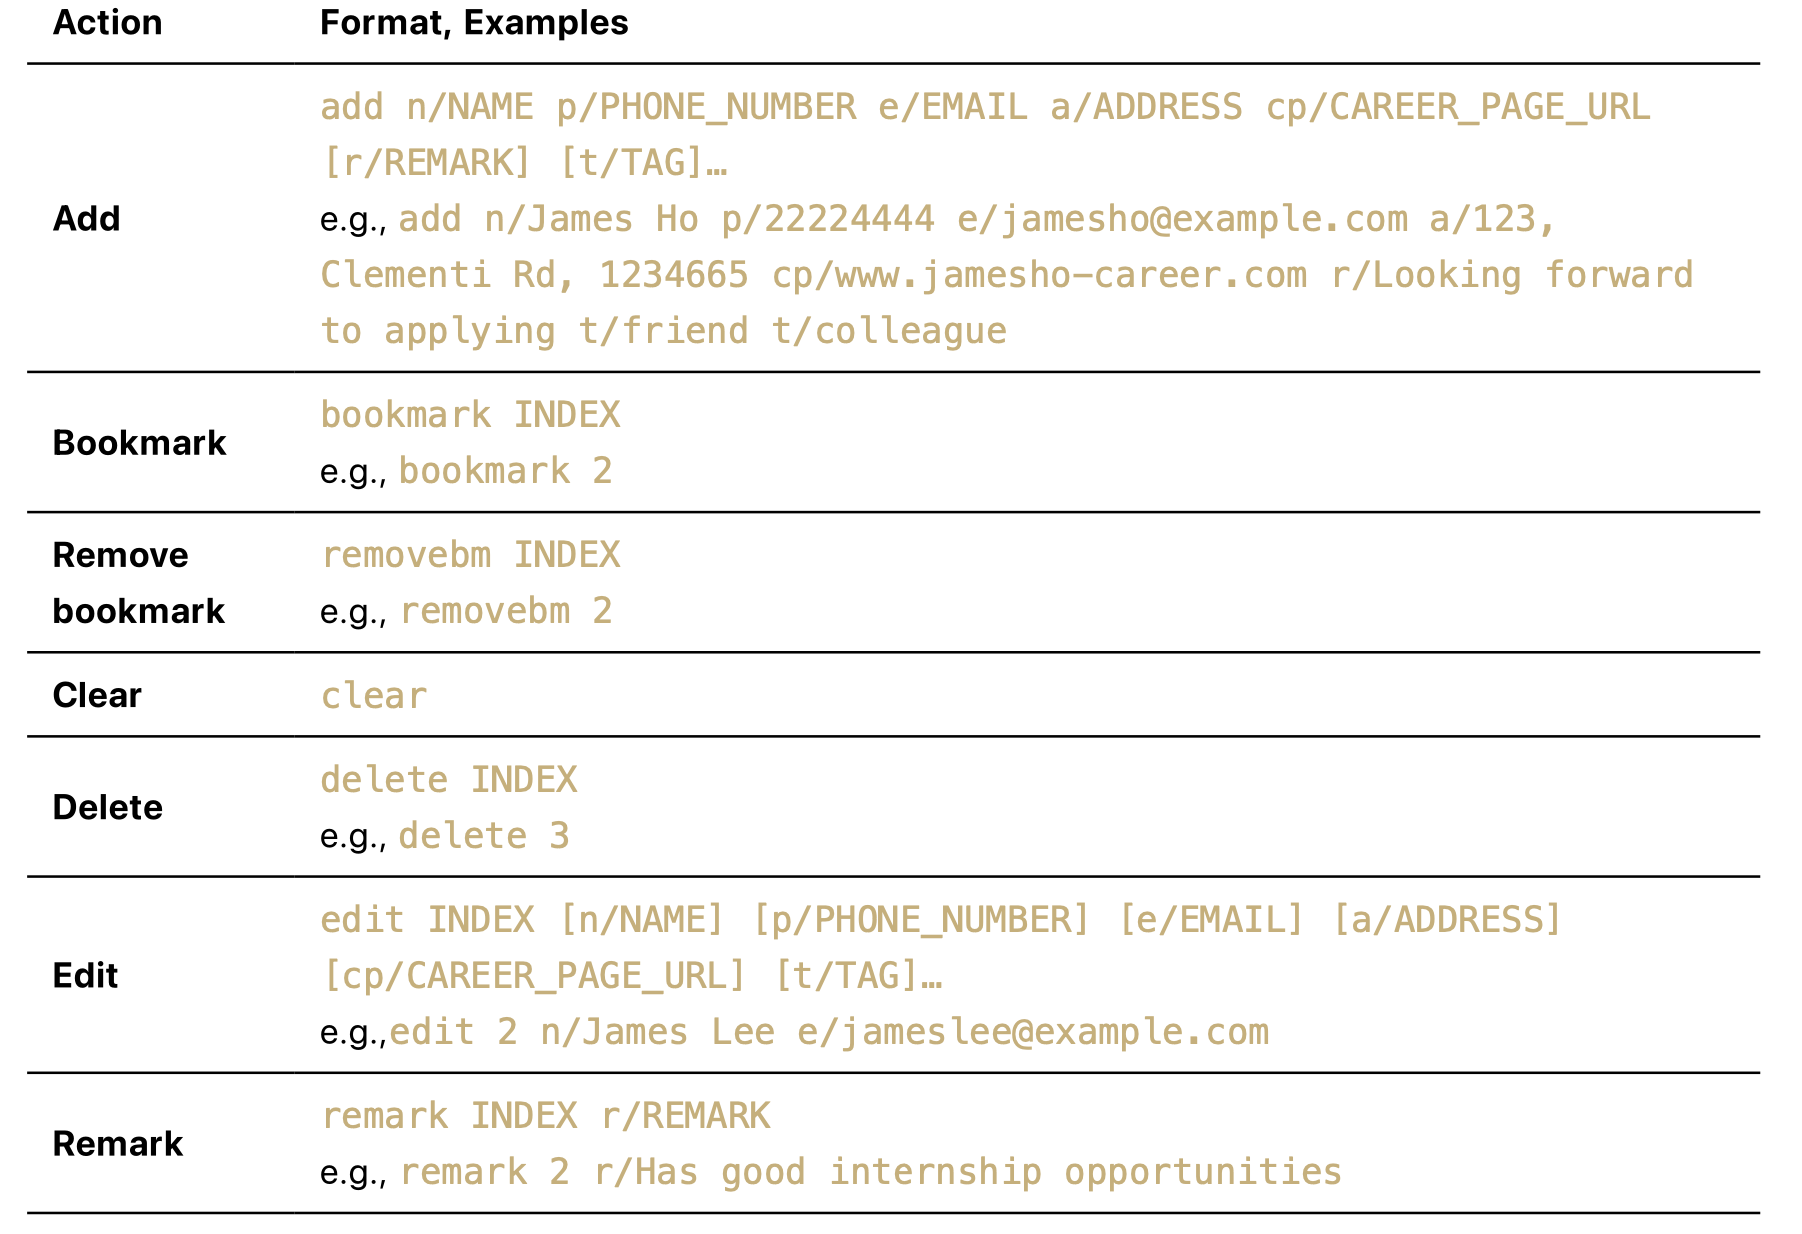 Action Format, Examples
add n/NAME p/PHONE_NUMBER e/EMAIL a/ADDRESS cp/CAREER_PAGE_URL
[r/REMARK] [t/TAG]…
Add
e.g., add n/James Ho p/22224444 e/jamesho@example.com a/123,
Clementi Rd, 1234665 cp/www.jamesho-career.com r/Looking forward
to applying t/friend t/colleague
Bookmark
bookmark INDEX
e.g., bookmark 2
Remove
bookmark
removebm INDEX
e.g., removebm 2
Clear
clear
Delete
delete INDEX
e.g., delete 3
Edit
edit INDEX [n/NAME] [p/PHONE_NUMBER] [e/EMAIL] [a/ADDRESS]
[cp/CAREER_PAGE_URL] [t/TAG]…
e.g.,edit 2 n/James Lee e/jameslee@example.com
Remark
remark INDEX r/REMARK
e.g., remark 2 r/Has good internship opportunities